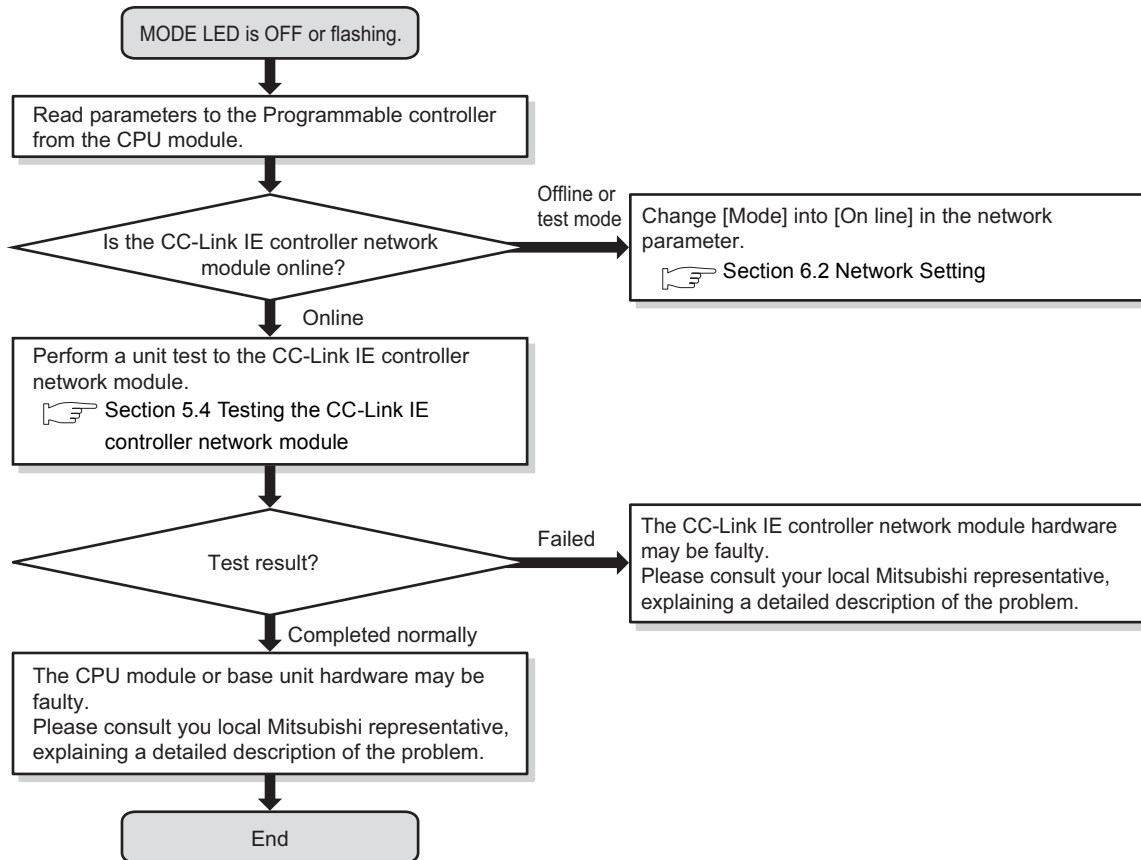 MODE LED is OFF or flashing.
Read parameters to the Programmable controller
from the CPU module.
Is the CC-Link IE controller network
module online?
Offline or
test mode
Change [Mode] into [On line] in the network
parameter.
Section 6.2 Network Setting
Online
Perform a unit test to the CC-Link IE controller
network module.
Section 5.4 Testing the CC-Link IE
controller network module
Test result?
Failed
The CC-Link IE controller network module hardware
may be faulty.
Please consult your local Mitsubishi representative,
explaining a detailed description of the problem.
Completed normally
The CPU module or base unit hardware may be
faulty.
Please consult you local Mitsubishi representative,
explaining a detailed description of the problem.
End